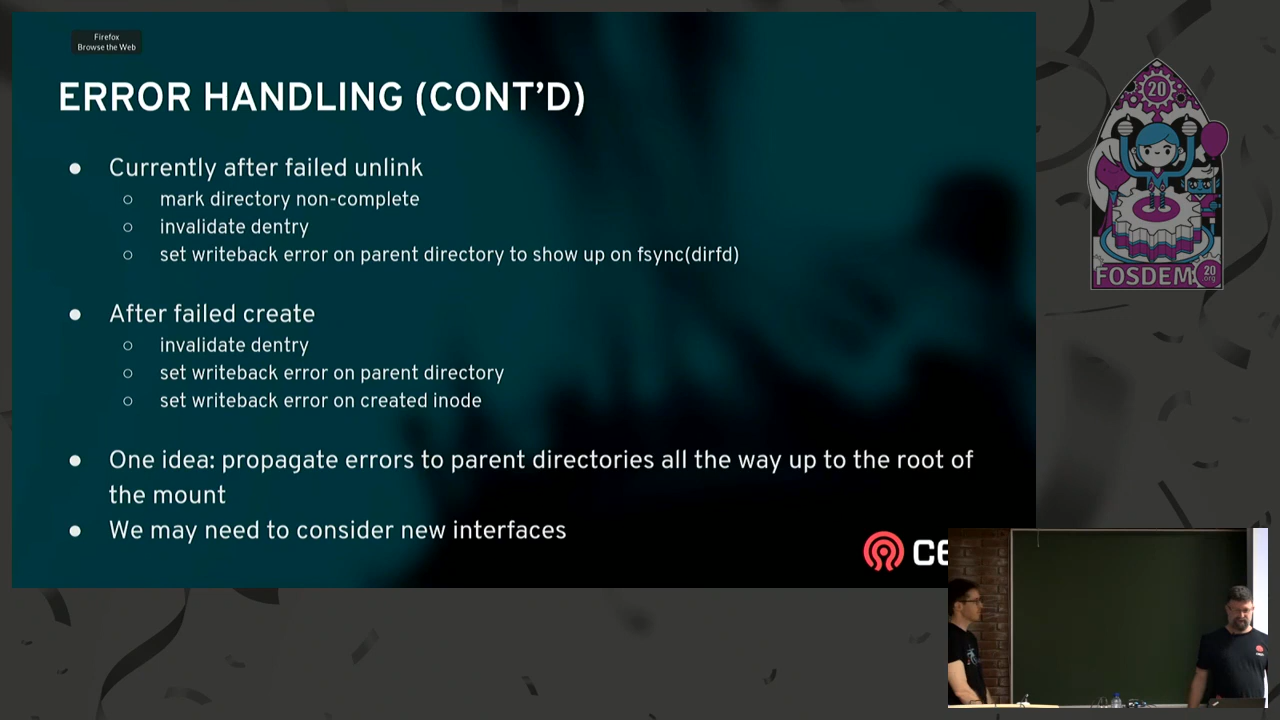 Firefox
Browse the Web
ERROR HANDLING (CONT'D)
● Currently after failed unlink
○ mark directory non-complete
○ invalidate dentry
○ set writeback error on parent directory to show up on fsync(dirfd)
● After failed create
○ invalidate dentry
○ set writeback error on parent directory
○ set writeback error on created inode
● One idea: propagate errors to parent directories all the way up to the root of
the mount
● We may need to consider new interfaces
20
FOSDEM
20
.org